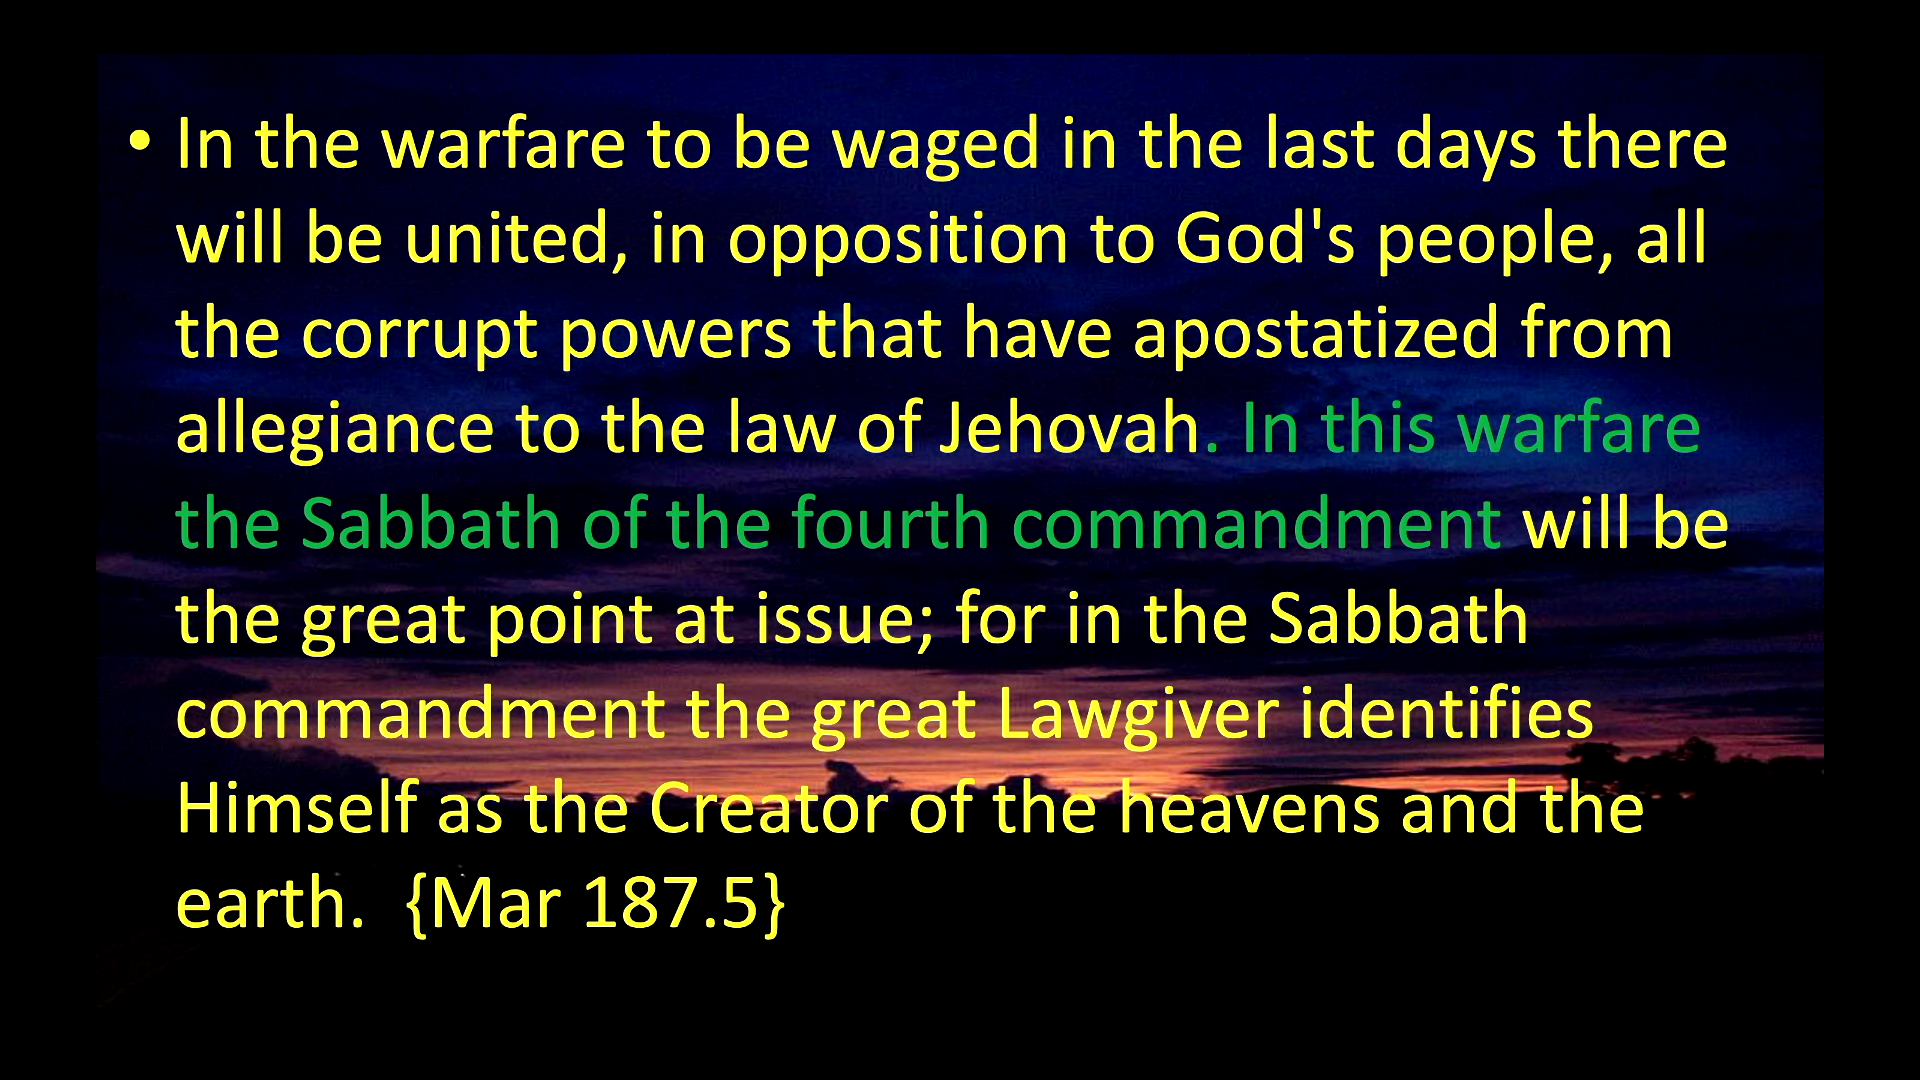 • In the warfare to be waged in the last days there
will be united, in opposition to God's people, all
the corrupt powers that have apostatized from
allegiance to the law of Jehovah. In this warfare
the Sabbath of the fourth commandment will be
the great point at issue; for in the Sabbath
commandment the great Lawgiver identifies
Himself as the Creator of the heavens and the
earth.  {Mar 187.5}